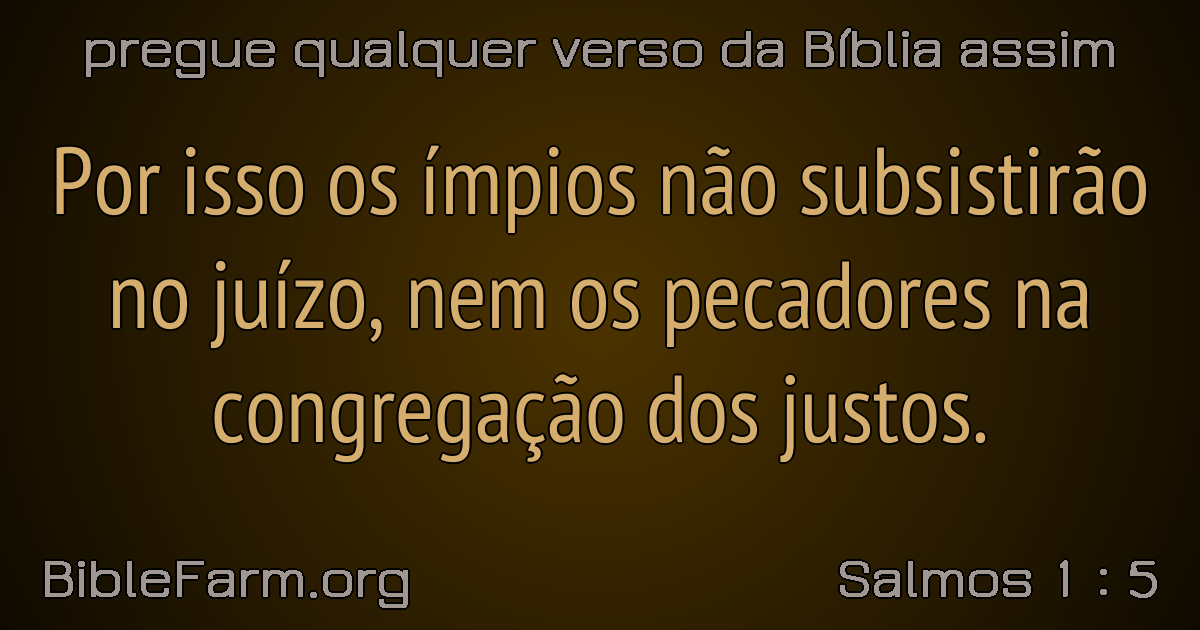 pregue qualquer verso da Bíblia assim
Por isso os ímpios não subsistirão
no juízo, nem os pecadores na
congregação dos justos.
BibleFarm.org
Salmos 1 : 5